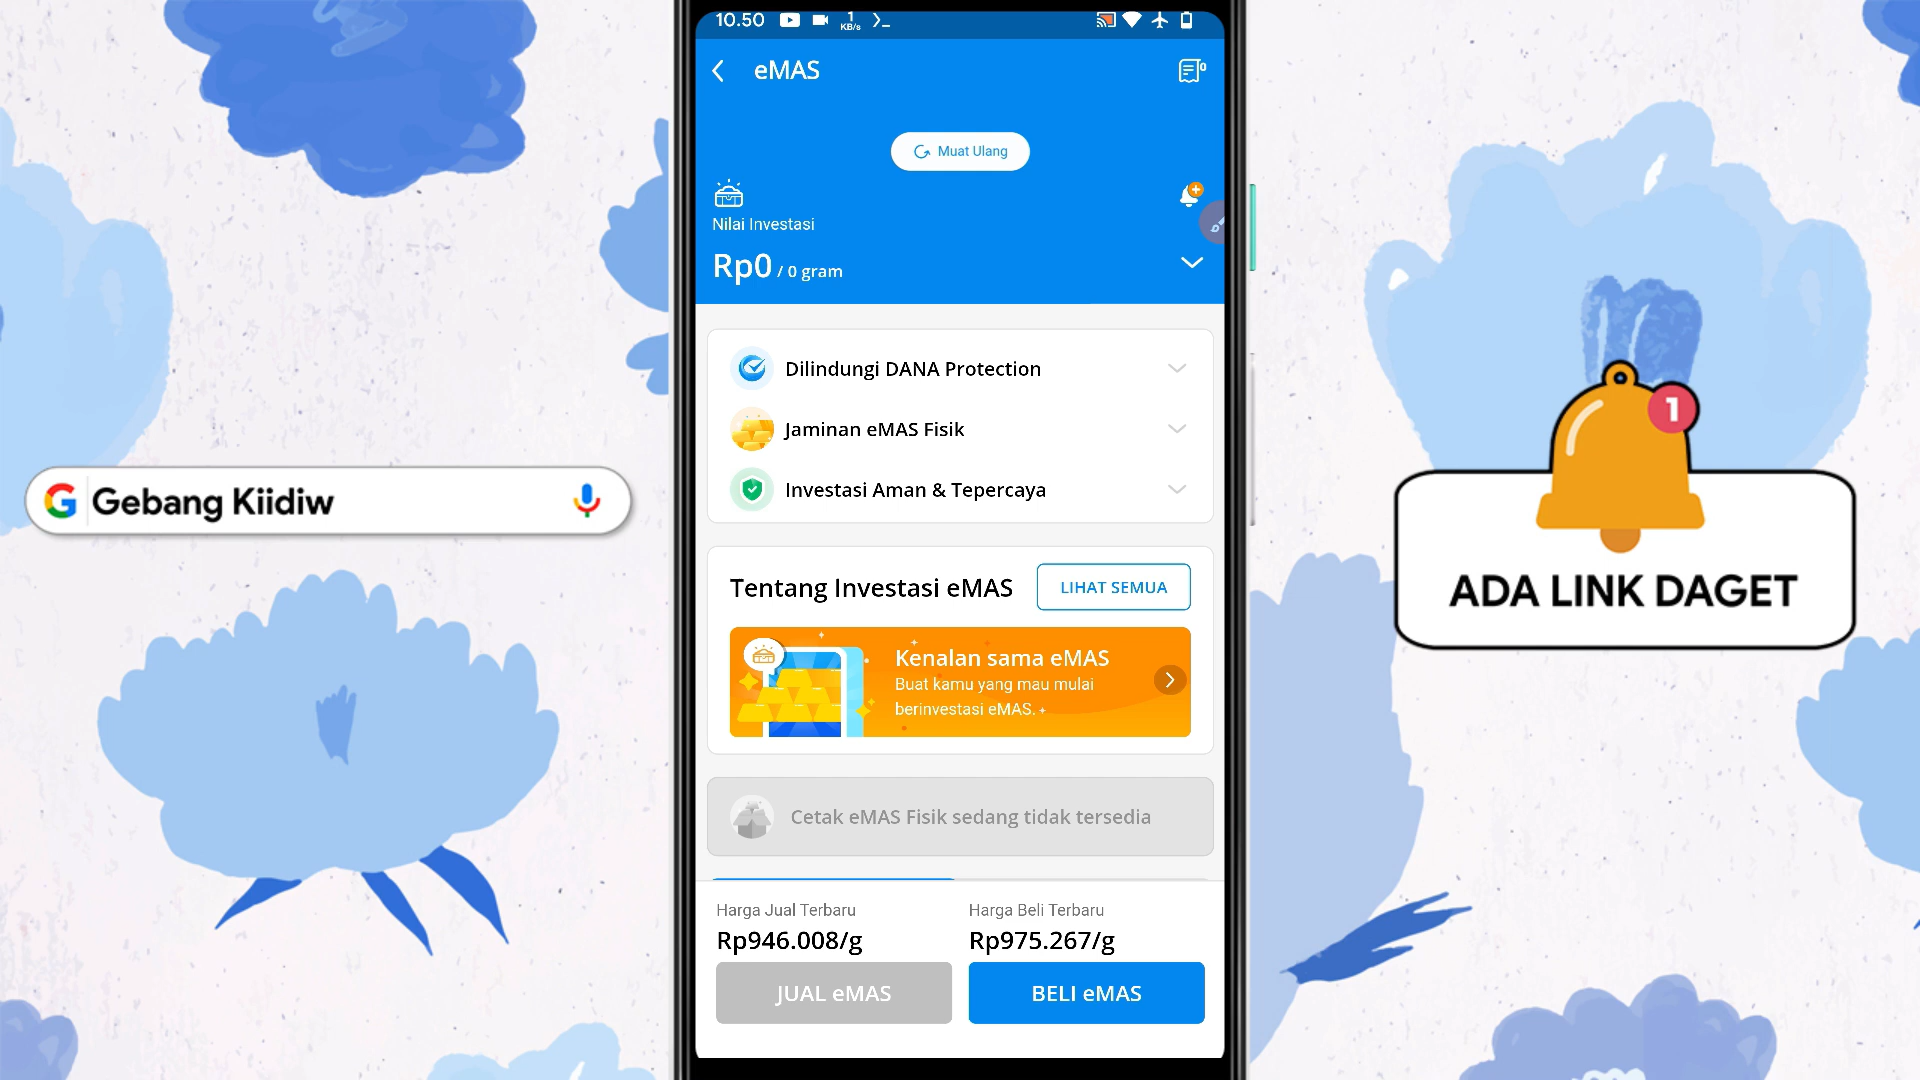 10.50
1
KB/s
eMAS
Muat Ulang
Nilai Investasi
Rp0 / 0 gram
Dilindungi DANA Protection
Jaminan eMAS Fisik
Investasi Aman & Tepercaya
Tentang Investasi eMAS
LIHAT SEMUA
Kenalan sama eMAS
Buat kamu yang mau mulai
berinvestasi eMAS.
Cetak eMAS Fisik sedang tidak tersedia
Harga Jual Terbaru
Rp946.008/g
JUAL eMAS
Harga Beli Terbaru
Rp975.267/g
BELI eMAS
G Gebang Kiidiw
1
ADA LINK DAGET